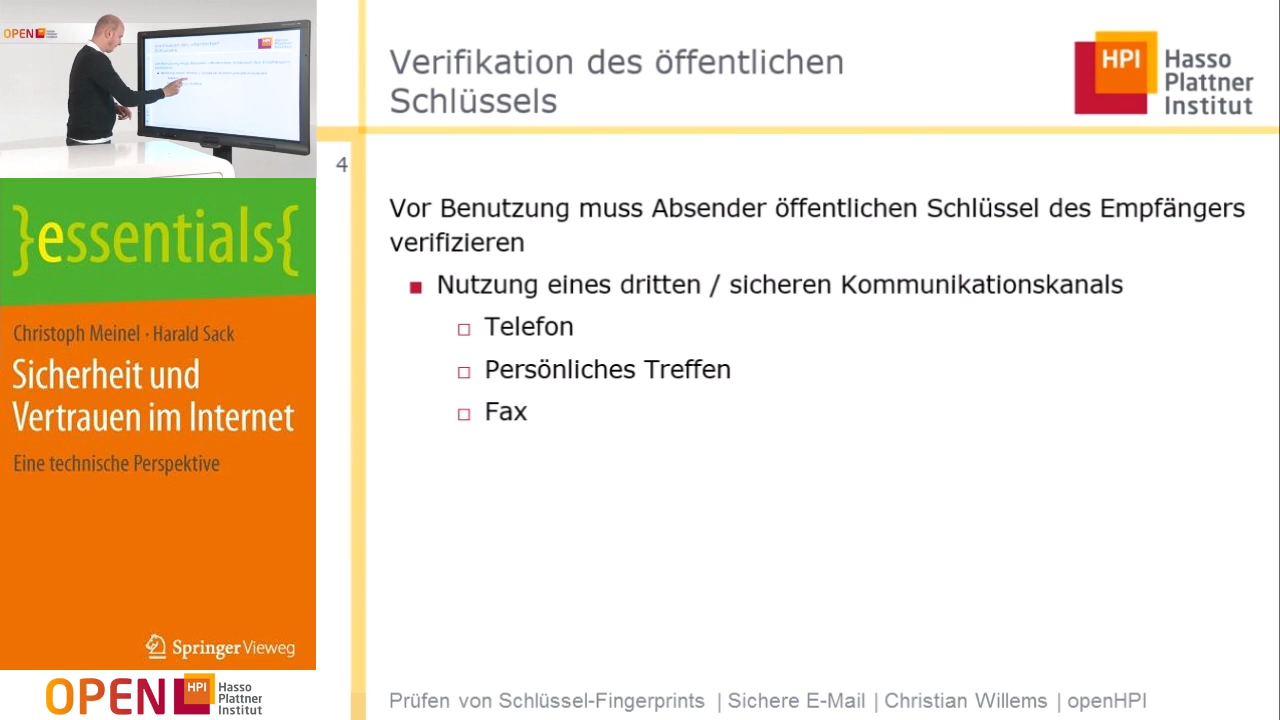 OPEN HPI
Verifikation des öffentlichen
Schlüssels
HPI Hasso
Plattner
Institut
4
Vor Benutzung muss Absender öffentlichen Schlüssel des Empfängers
verifizieren
Nutzung eines dritten / sicheren Kommunikationskanals
Telefon
Persönliches Treffen
Fax
}essentials{
Christoph Meinel · Harald Sack
Sicherheit und
Vertrauen im Internet
Eine technische Perspektive
Springer Vieweg
OPEN HPI Hasso
Plattner
Institut
Prüfen von Schlüssel-Fingerprints | Sichere E-Mail | Christian Willems | openHPI